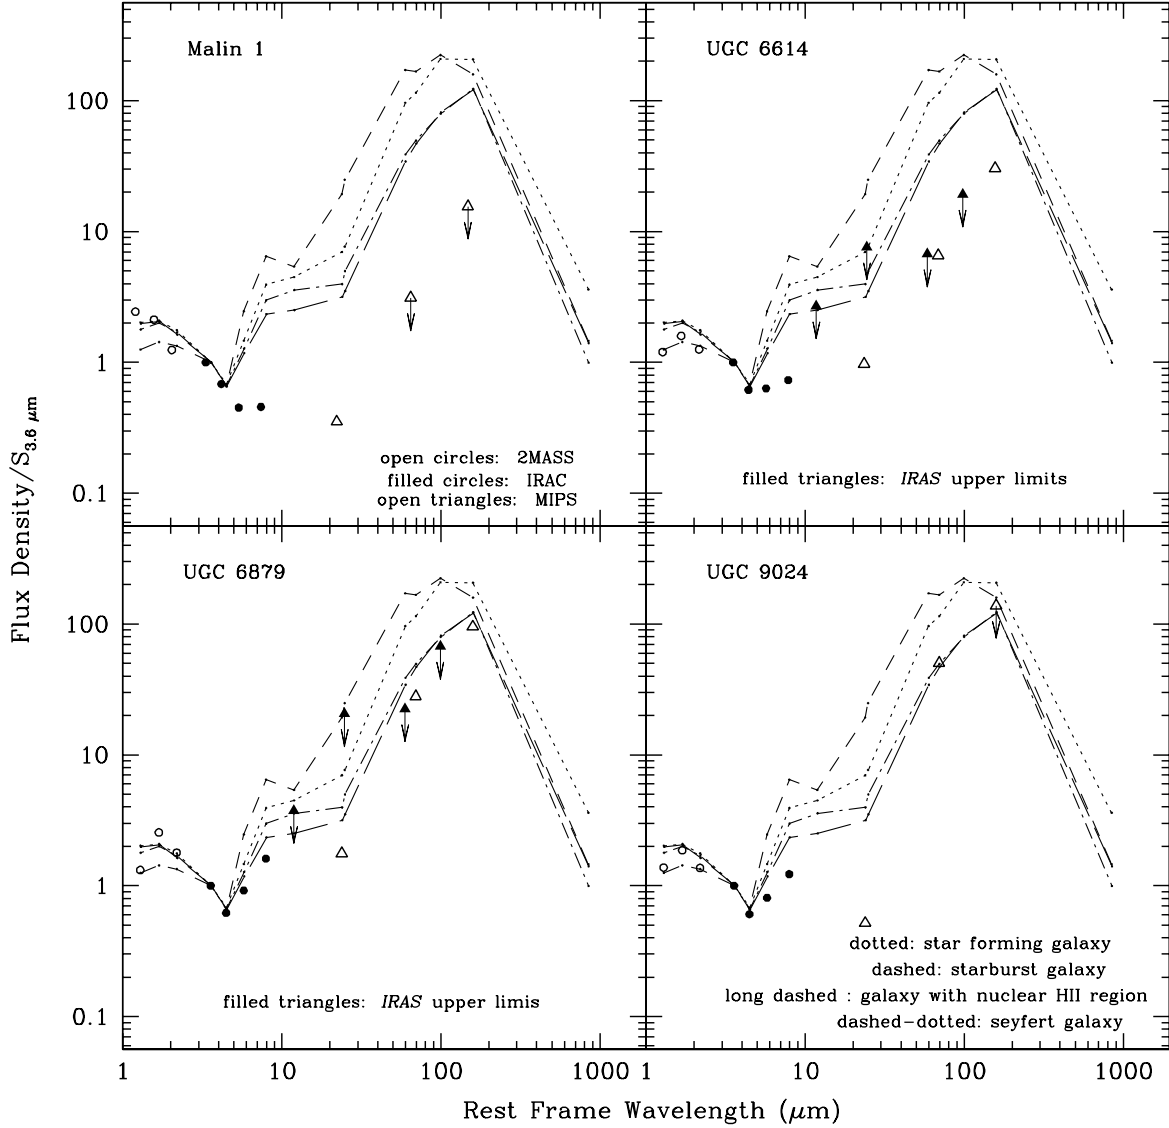 Malin 1
UGC 6614
100
10
1
0.1
open circles: 2MASS
filled circles: IRAC
open triangles: MIPS
filled triangles: IRAS upper limits
Flux Density/S3.6 μm
UGC 6879
UGC 9024
100
10
1
0.1
filled triangles: IRAS upper limis
dotted: star forming galaxy
dashed: starburst galaxy
long dashed : galaxy with nuclear HII region
dashed-dotted: seyfert galaxy
1 10 100 1000 1 10 100 1000
Rest Frame Wavelength (μm)